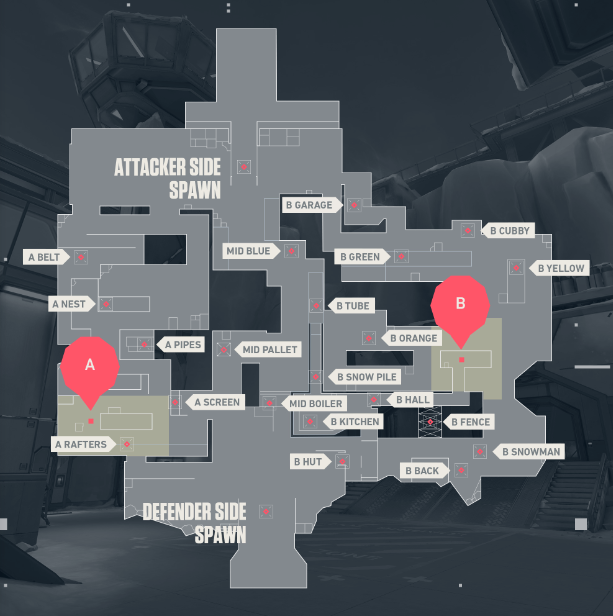 ATTACKER SIDE
SPAWN
B GARAGE
B CUBBY
MID BLUE
A BELT
B GREEN
B YELLOW
A NEST
B TUBE
B
B ORANGE
A PIPES
MID PALLET
A
B SNOW PILE
A SCREEN
MID BOILER
B HALL
B KITCHEN
B FENCE
A RAFTERS
B SNOWMAN
B HUT
B BACK
DEFENDER SIDE
SPAWN